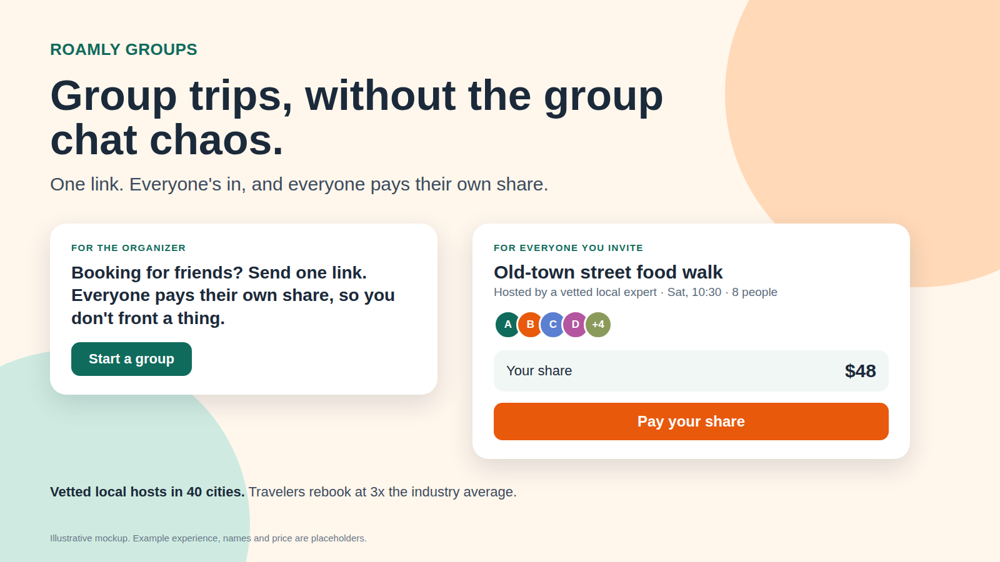 ROAMLY GROUPS
Group trips, without the group
chat chaos.
One link. Everyone's in, and everyone pays their own share.
FOR THE ORGANIZER
Booking for friends? Send one link.
Everyone pays their own share, so you
don't front a thing.
Start a group
FOR EVERYONE YOU INVITE
Old-town street food walk
Hosted by a vetted local expert · Sat, 10:30 · 8 people
A B C D +4
Your share $48
Pay your share
Vetted local hosts in 40 cities. Travelers rebook at 3x the industry average.
Illustrative mockup. Example experience, names and price are placeholders.